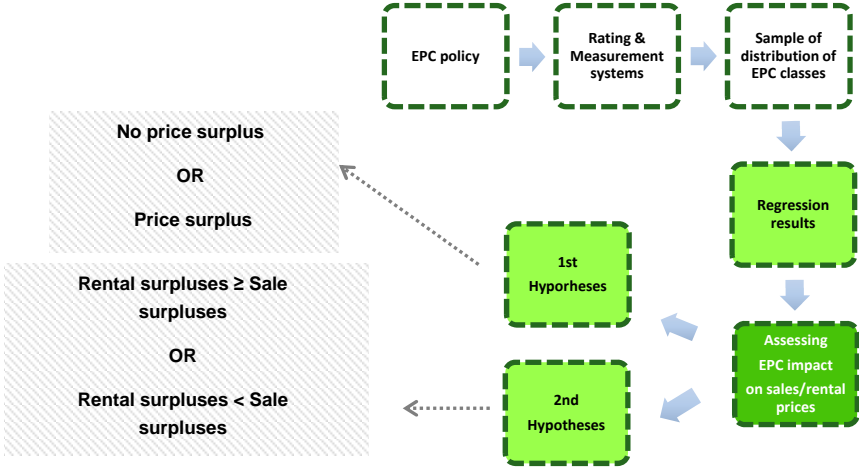 EPC policy
Rating &
Measurement
systems
Sample of
distribution of
EPC classes
Regression
results
Assessing
EPC impact
on sales/rental
prices
1st
Hyporheses
2nd
Hypotheses
No price surplus
OR
Price surplus
Rental surpluses ≥ Sale
surpluses
OR
Rental surpluses < Sale
surpluses